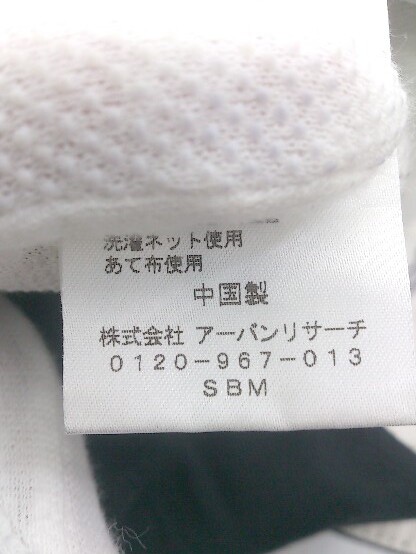 洗濯ネット使用
あて布使用
中国製
株式会社 アーバンリサーチ
0120-967-013
SBM